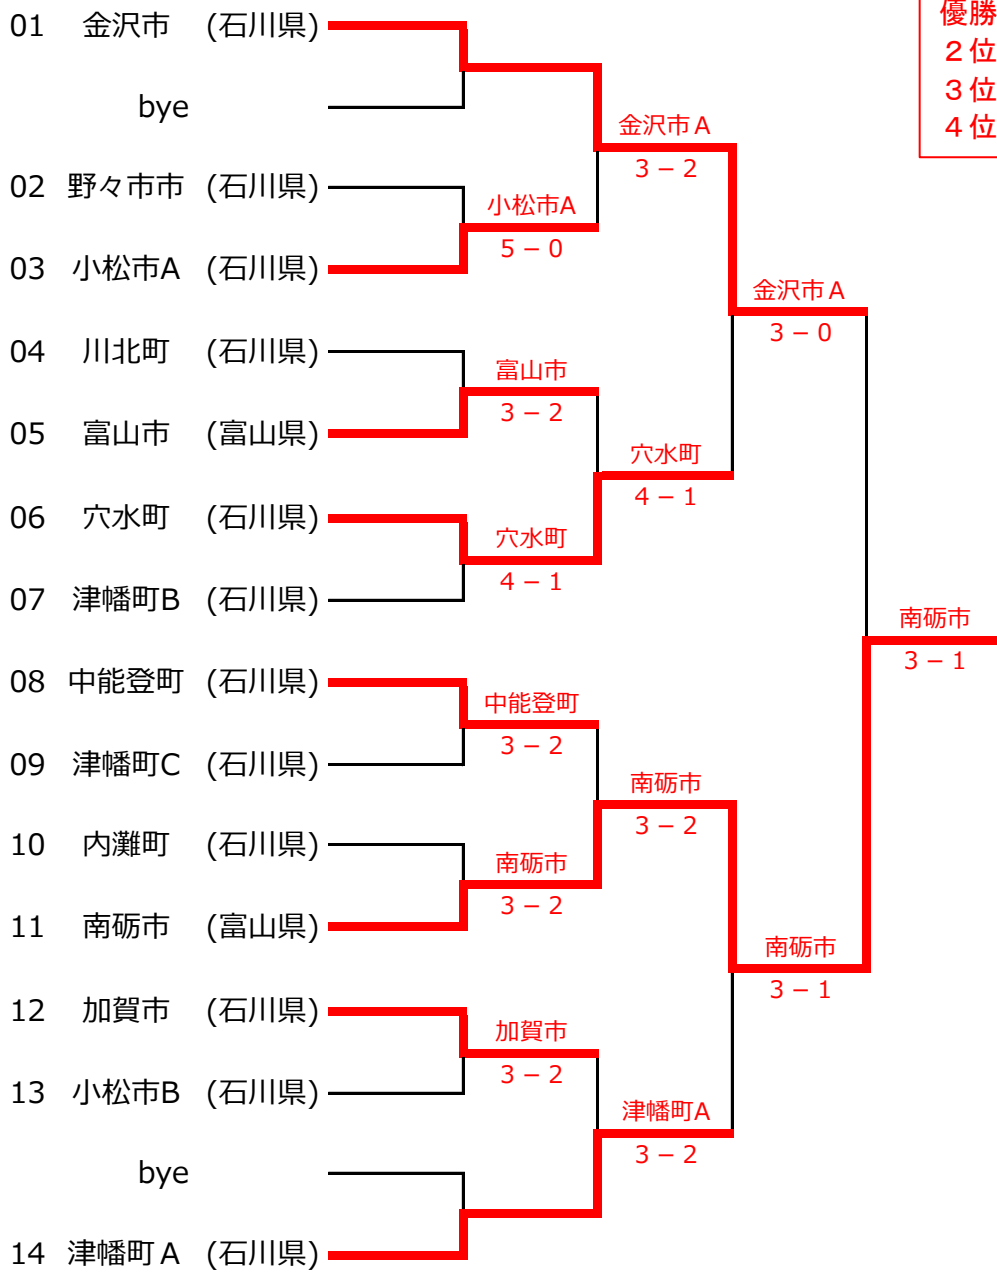 優勝
２位
３位
４位
01 金沢市 (石川県)
bye
02 野々市市 (石川県)
03 小松市A (石川県)
04 川北町 (石川県)
05 富山市 (富山県)
06 穴水町 (石川県)
07 津幡町B (石川県)
08 中能登町 (石川県)
09 津幡町C (石川県)
10 内灘町 (石川県)
11 南砺市 (富山県)
12 加賀市 (石川県)
13 小松市B (石川県)
bye
14 津幡町Ａ (石川県)
小松市A
5 – 0
富山市
3 – 2
穴水町
4 – 1
中能登町
3 – 2
南砺市
3 – 2
加賀市
3 – 2
金沢市Ａ
3 – 2
穴水町
4 – 1
南砺市
3 – 2
津幡町A
3 – 2
金沢市Ａ
3 – 0
南砺市
3 – 1
南砺市
3 – 1